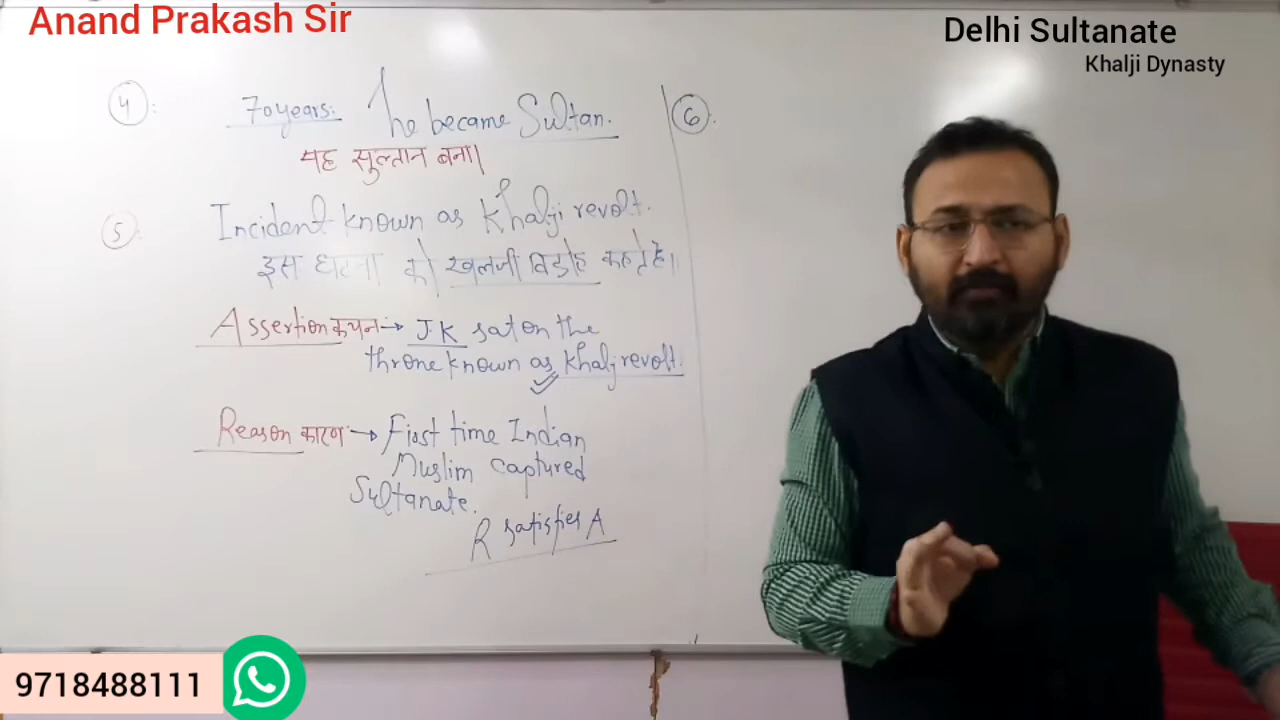 Anand Prakash Sir
Delhi Sultanate
Khalji Dynasty
4:
70 years: he became Sultan.
यह सुल्तान बना।
5:
Incident known as Khalji revolt.
इस घटना को खलजी विद्रोह कहते है।
Assertion कथन → JK sat on the
throne known as Khalj revolt.
Reason कारण → First time Indian
Muslim captured
Sultanate.
R satisfies A
6.
9718488111